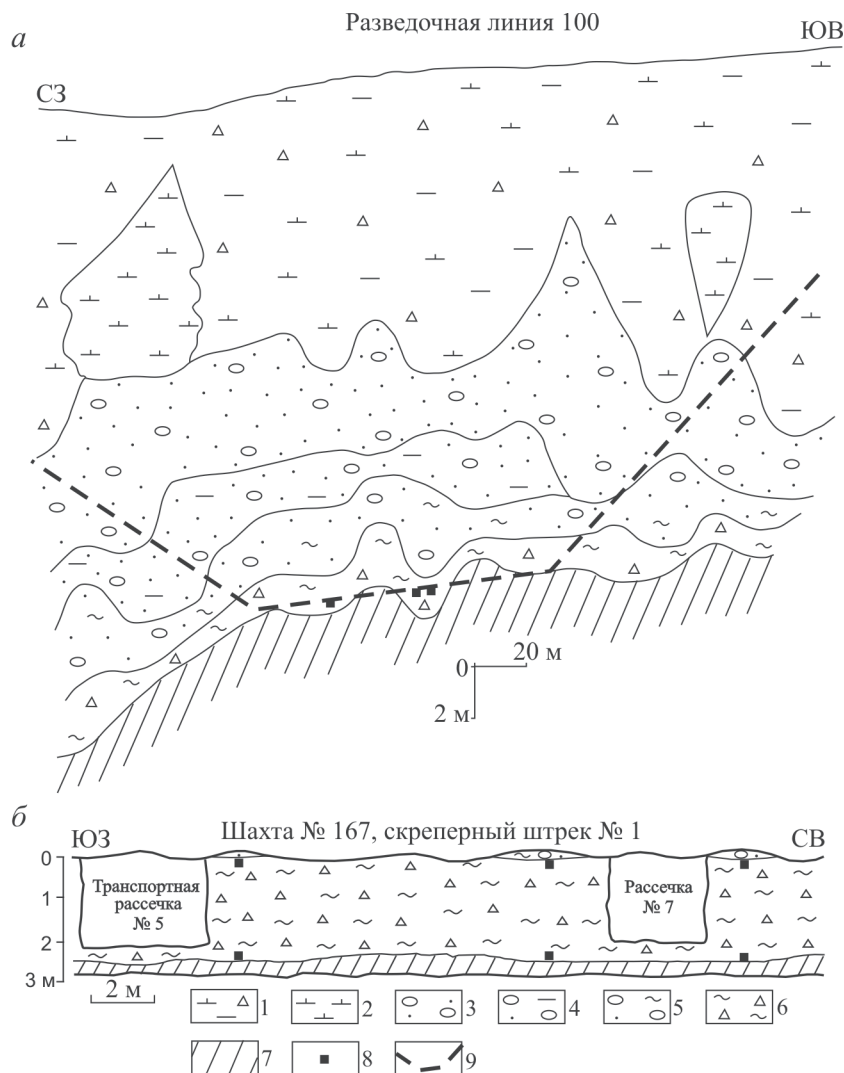 а
Разведочная линия 100
ЮВ
СЗ
0
20 м
2 м
б
ЮЗ
Шахта № 167, скреперный штрек № 1
СВ
0
1
2
3 м
Транспортная
рассечка
№ 5
Рассечка
№ 7
2 м
1
2
3
4
5
6
7
8
9